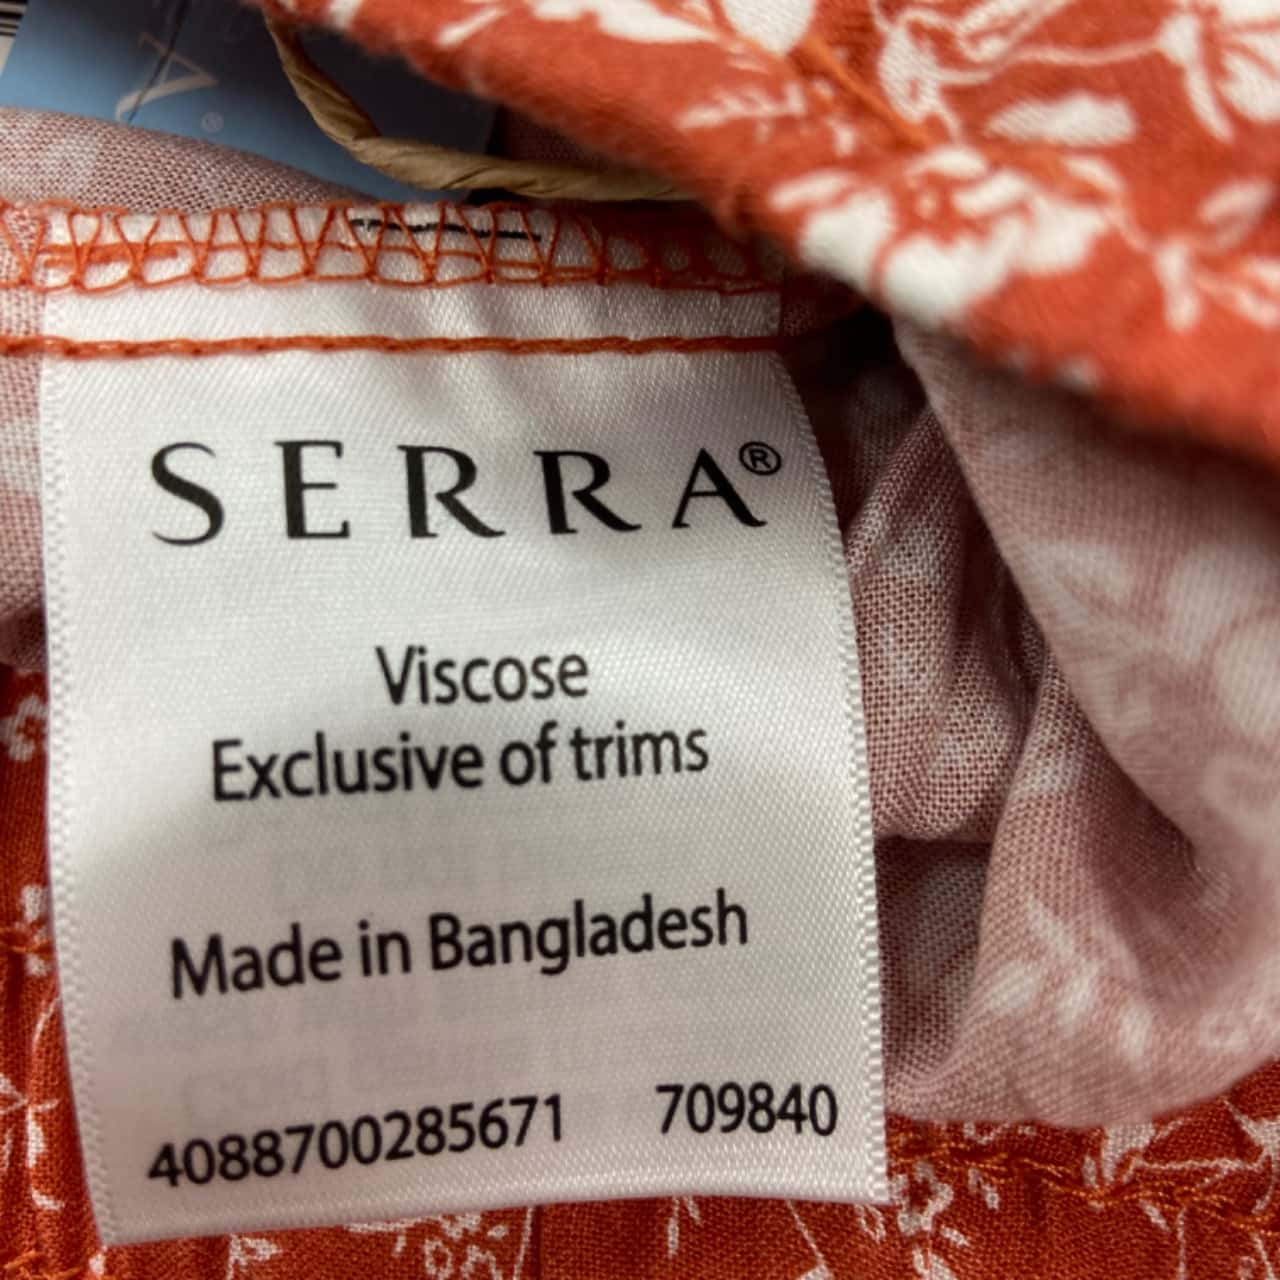 SERRA®
Viscose
Exclusive of trims
Made in Bangladesh
4088700285671 709840